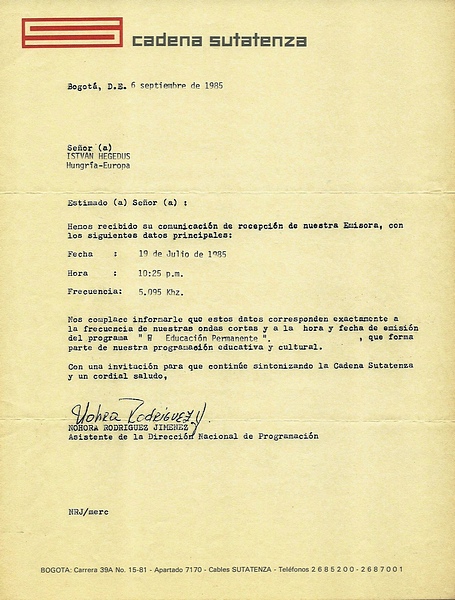 cadena sutatenza
Bogotá, D.E. 6 septiembre de 1985
Señor (a)
ISTVAN HEGEDUS
Hungría-Europa
Estimado (a) Señor (a) :
Hemos recibido su comunicación de recepción de nuestra Emisora, con
los siguientes datos principales:
Fecha : 19 de Julio de 1985
Hora : 10:25 p.m.
Frecuencia: 5.095 Khz.
Nos complace informarle que estos datos corresponden exactamente a
la frecuencia de nuestras ondas cortas y a la hora y fecha de emisión
del programa " Educación Permanente ". , que forma
parte de nuestra programación educativa y cultural.
Con una invitación para que continúe sintonizando la Cadena Sutatenza
y un cordial saludo,
Nohra Rodriguez J.
NOHORA RODRIGUEZ JIMENEZ
Asistente de la Dirección Nacional de Programación
NRJ/merc
BOGOTA: Carrera 39A No. 15-81 - Apartado 7170 - Cables SUTATENZA - Teléfonos 2 6 8 5 2 0 0 - 2 6 8 7 0 0 1